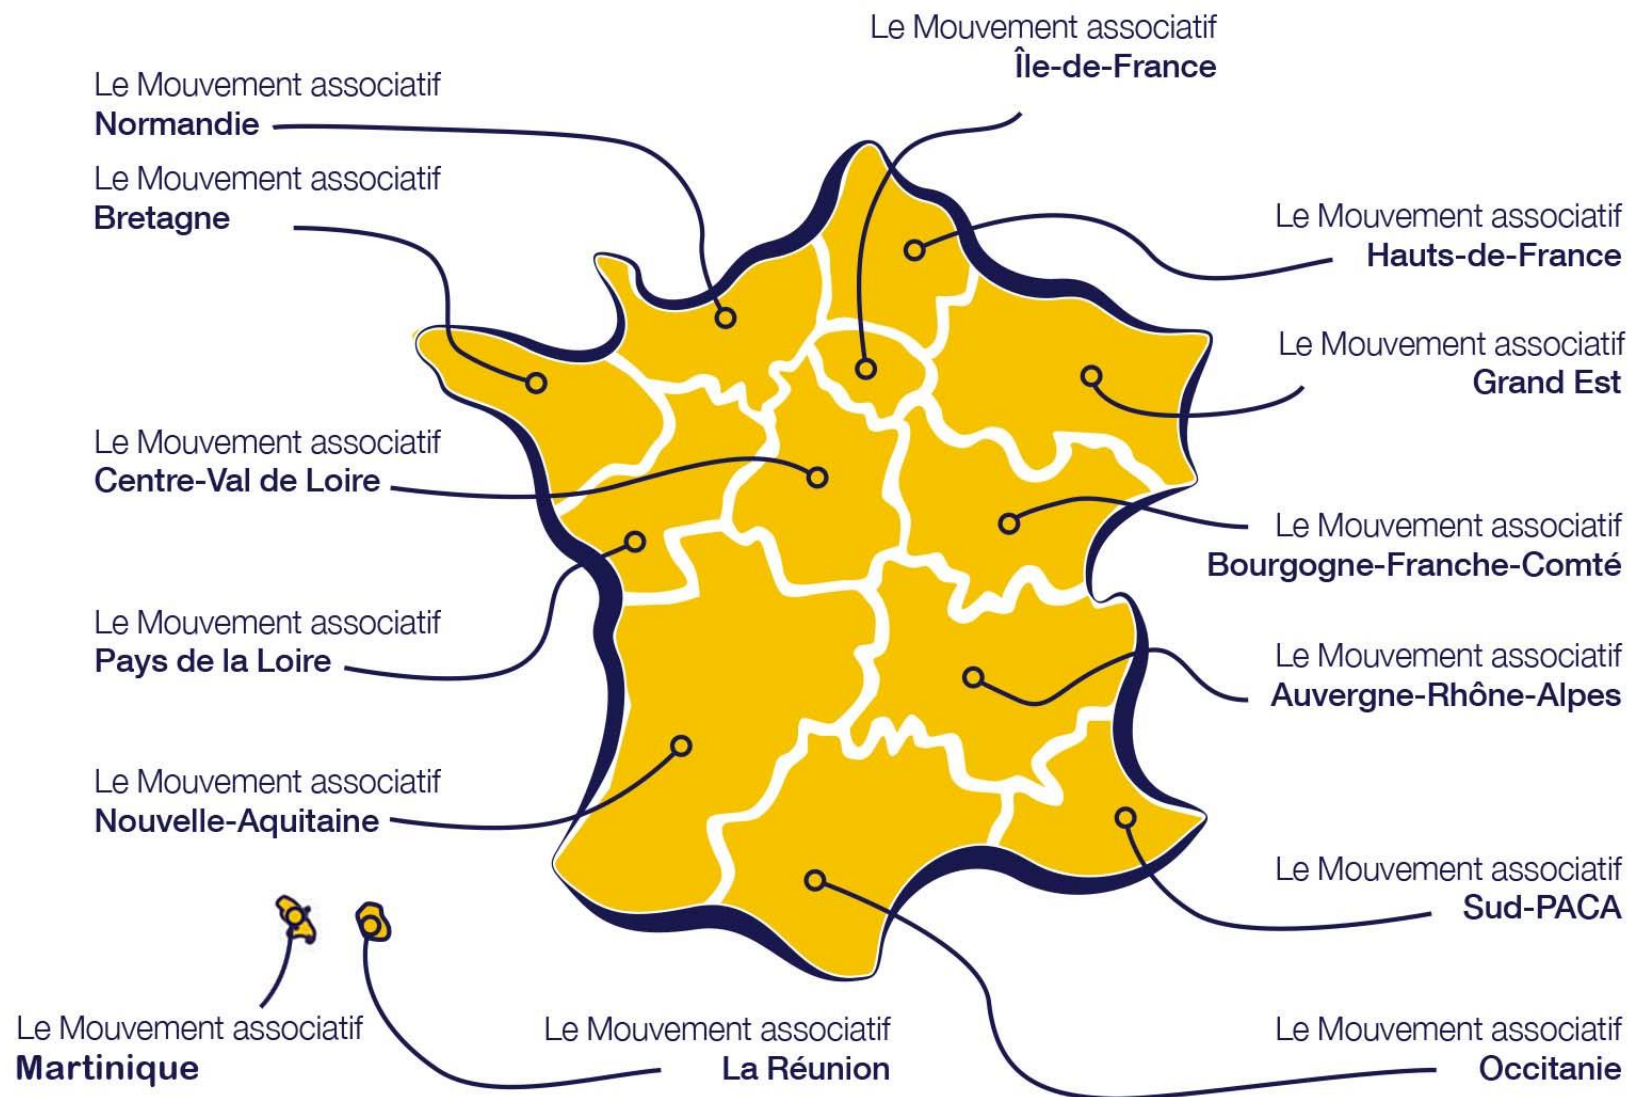 Le Mouvement associatif
Île-de-France
Le Mouvement associatif
Normandie
Le Mouvement associatif
Bretagne
Le Mouvement associatif
Hauts-de-France
Le Mouvement associatif
Grand Est
Le Mouvement associatif
Centre-Val de Loire
Le Mouvement associatif
Bourgogne-Franche-Comté
Le Mouvement associatif
Pays de la Loire
Le Mouvement associatif
Auvergne-Rhône-Alpes
Le Mouvement associatif
Nouvelle-Aquitaine
Le Mouvement associatif
Sud-PACA
Le Mouvement associatif
Martinique
Le Mouvement associatif
La Réunion
Le Mouvement associatif
Occitanie